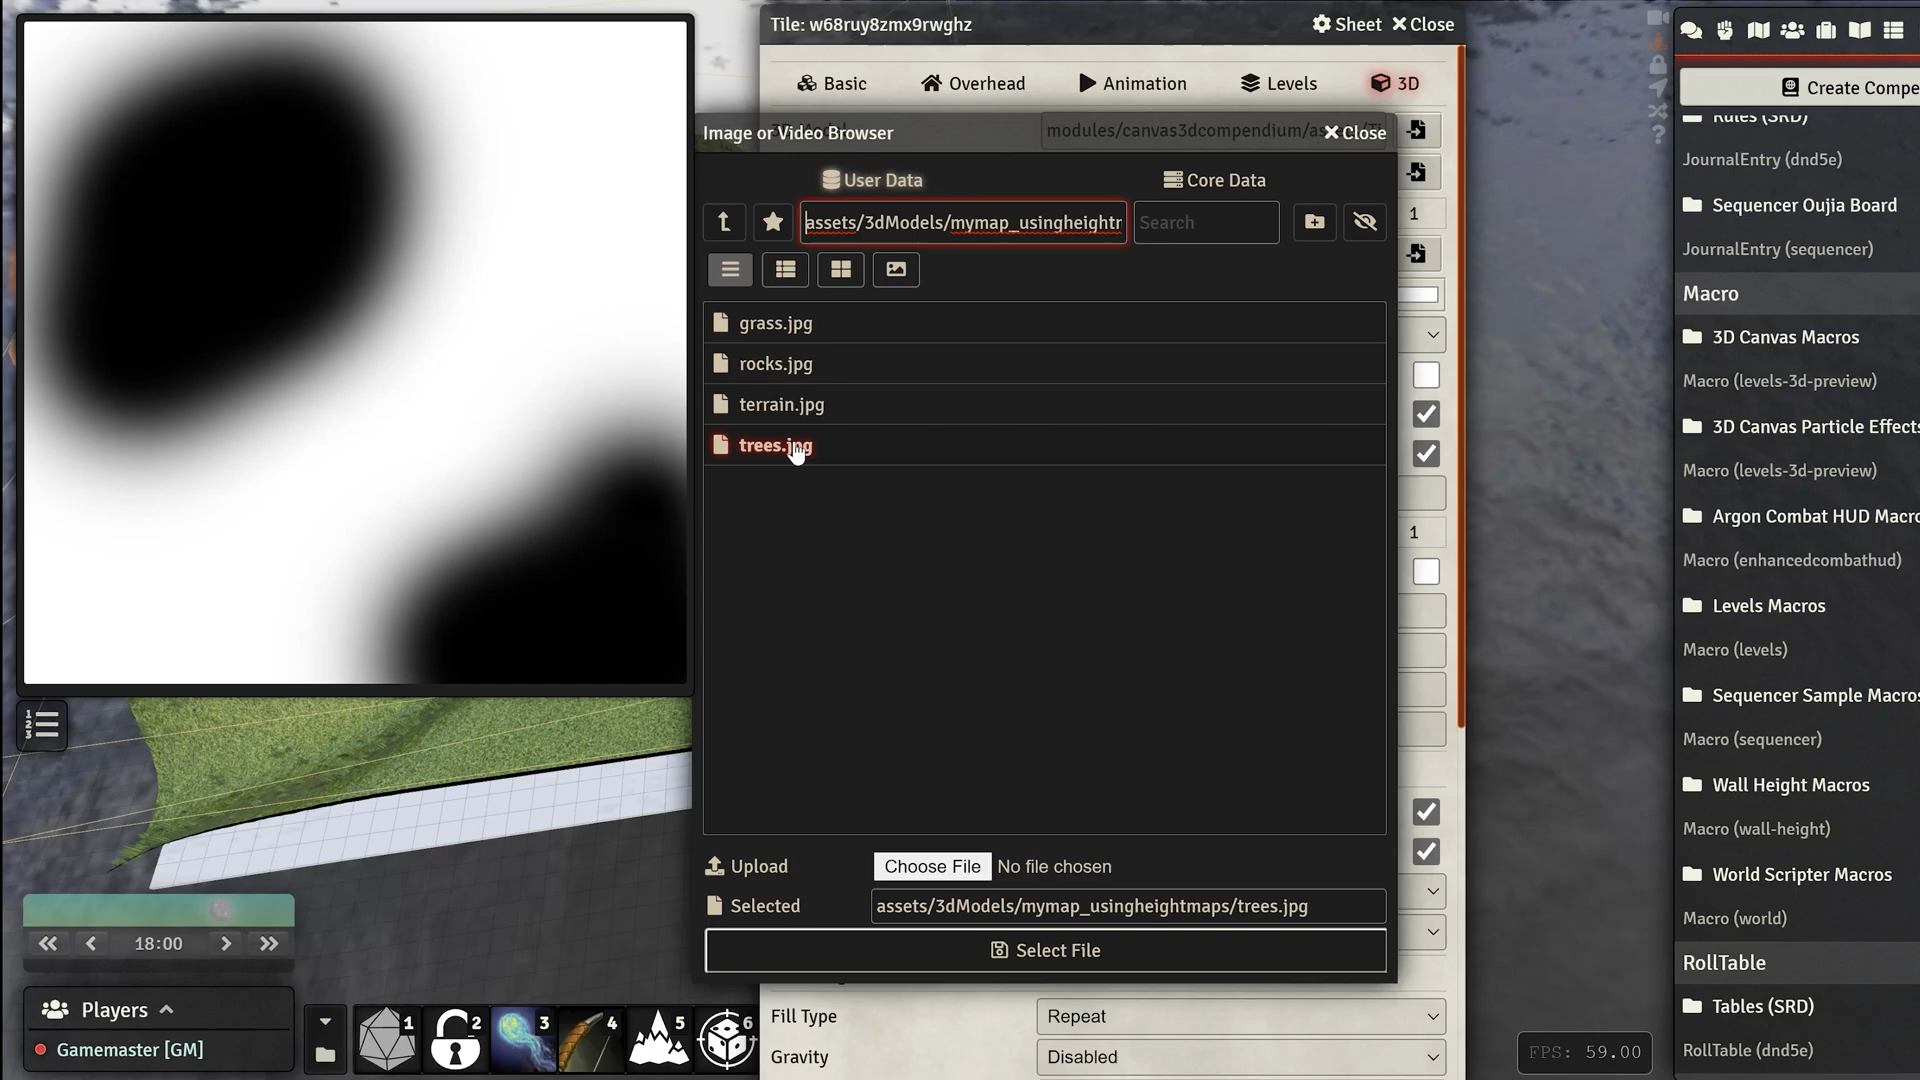 Tile: w68ruy8zmx9rwghz
Sheet
Close
Basic
Overhead
Animation
Levels
3D
Image or Video Browser
modules/canvas3dcompendium/as
Close
User Data
Core Data
assets/3dModels/mymap_usingheight
Search
1
grass.jpg
rocks.jpg
terrain.jpg
trees.jpg
1
Upload
Choose File
No file chosen
Selected
assets/3dModels/mymap_usingheightmaps/trees.jpg
Select File
Fill Type
Repeat
Gravity
Disabled
18:00
Players
Gamemaster [GM]
1
2
3
4
5
6
FPS: 59.00
Create Compe
Rules (SRD)
JournalEntry (dnd5e)
Sequencer Oujia Board
JournalEntry (sequencer)
Macro
3D Canvas Macros
Macro (levels-3d-preview)
3D Canvas Particle Effects
Macro (levels-3d-preview)
Argon Combat HUD Macro
Macro (enhancedcombathud)
Levels Macros
Macro (levels)
Sequencer Sample Macros
Macro (sequencer)
Wall Height Macros
Macro (wall-height)
World Scripter Macros
Macro (world)
RollTable
Tables (SRD)
RollTable (dnd5e)